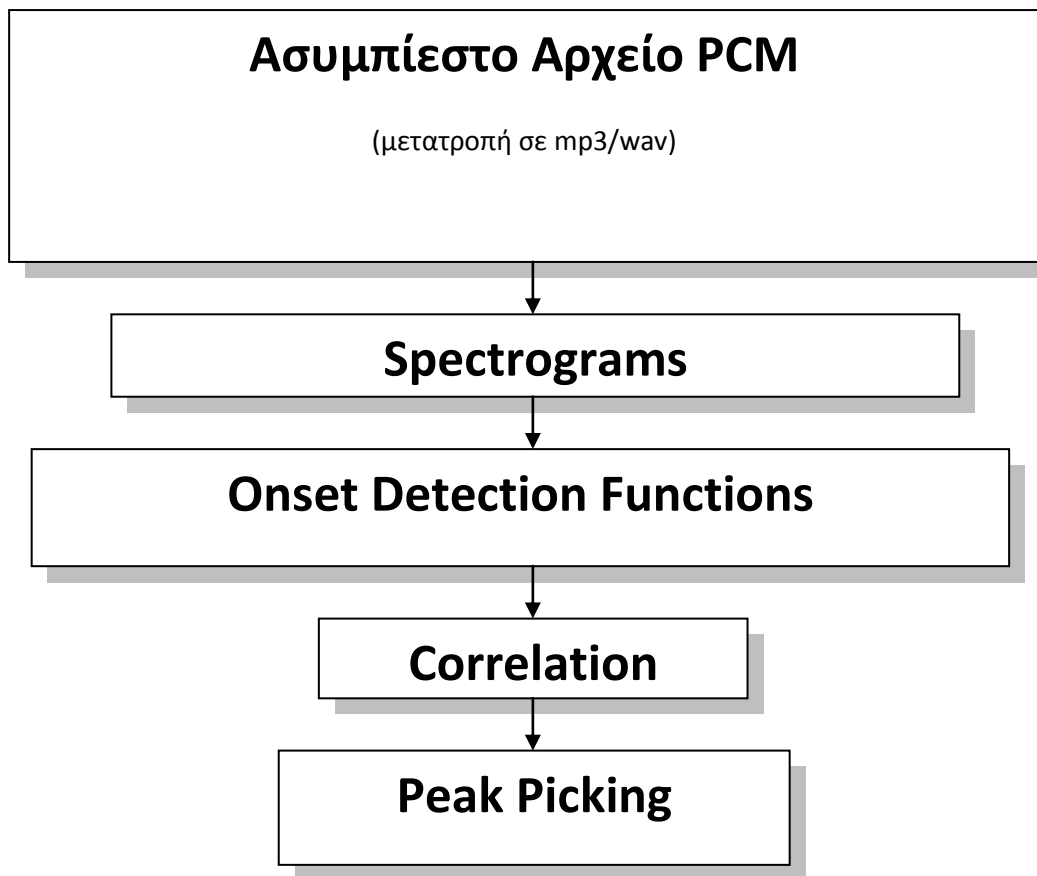 Ασυμπίεστο Αρχείο PCM
(μετατροπή σε mp3/wav)
Spectrograms
Onset Detection Functions
Correlation
Peak Picking